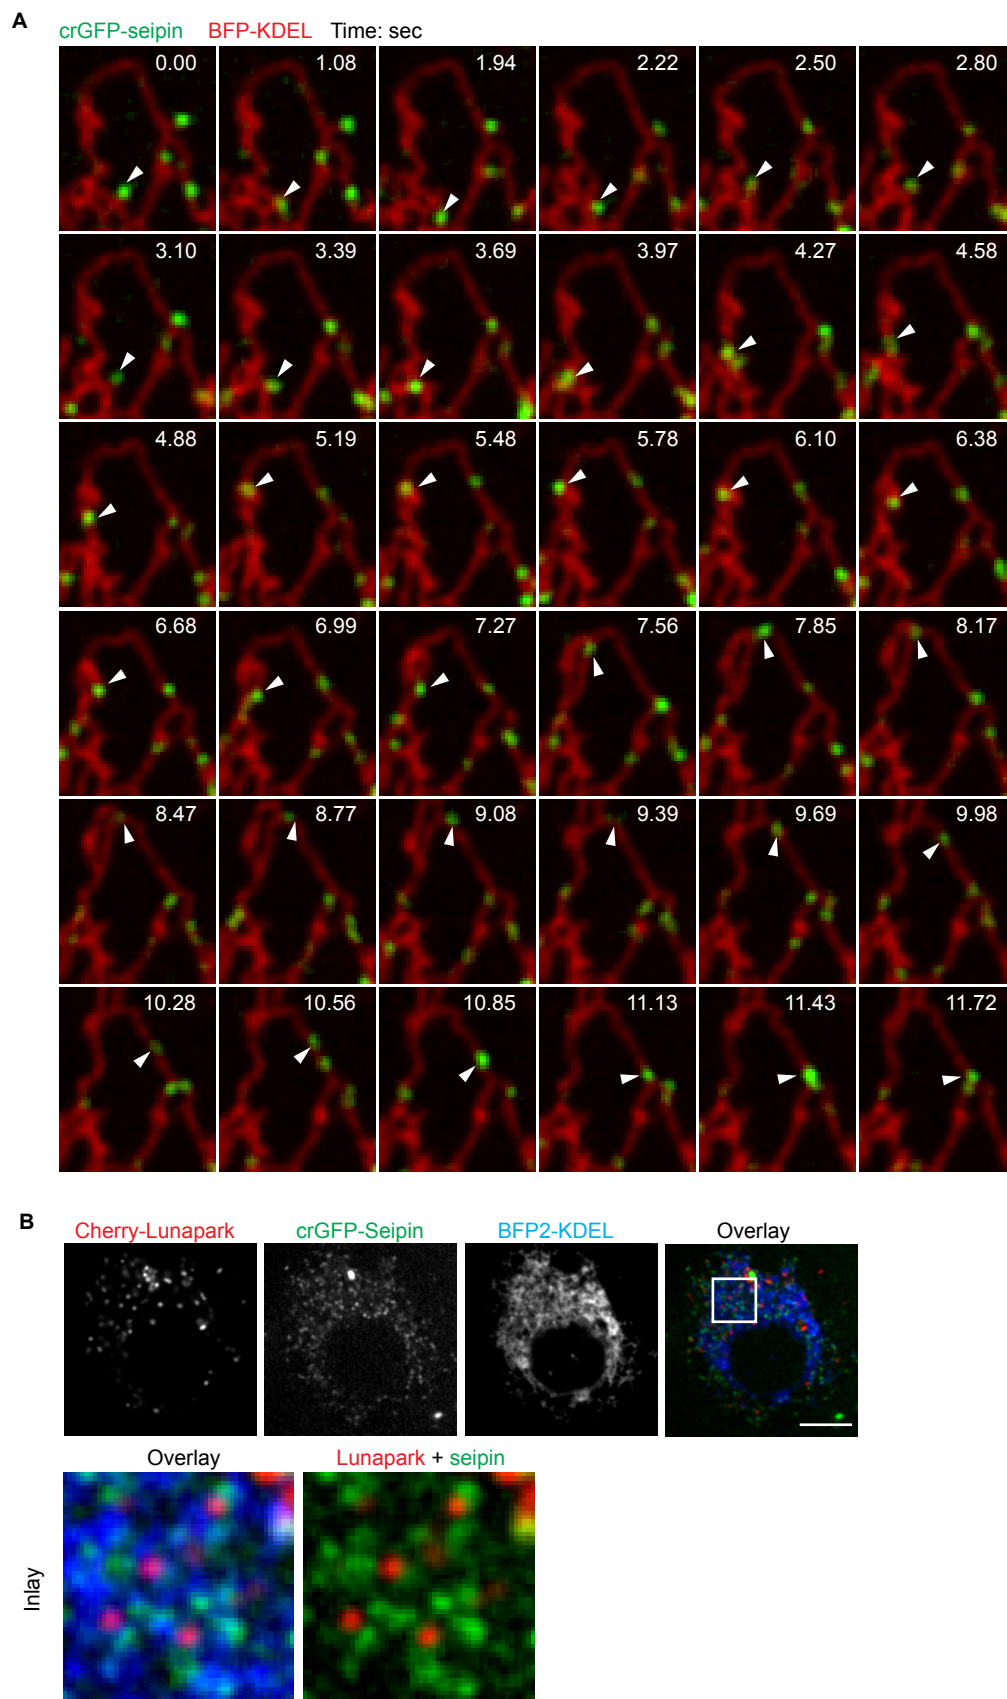 A
crGFP-seipin BFP-KDEL Time: sec
0.00 1.08 1.94 2.22 2.50 2.80
3.10 3.39 3.69 3.97 4.27 4.58
4.88 5.19 5.48 5.78 6.10 6.38
6.68 6.99 7.27 7.56 7.85 8.17
8.47 8.77 9.08 9.39 9.69 9.98
10.28 10.56 10.85 11.13 11.43 11.72
B
Cherry-Lunapark crGFP-Seipin BFP2-KDEL Overlay
Overlay Lunapark + seipin
Inlay